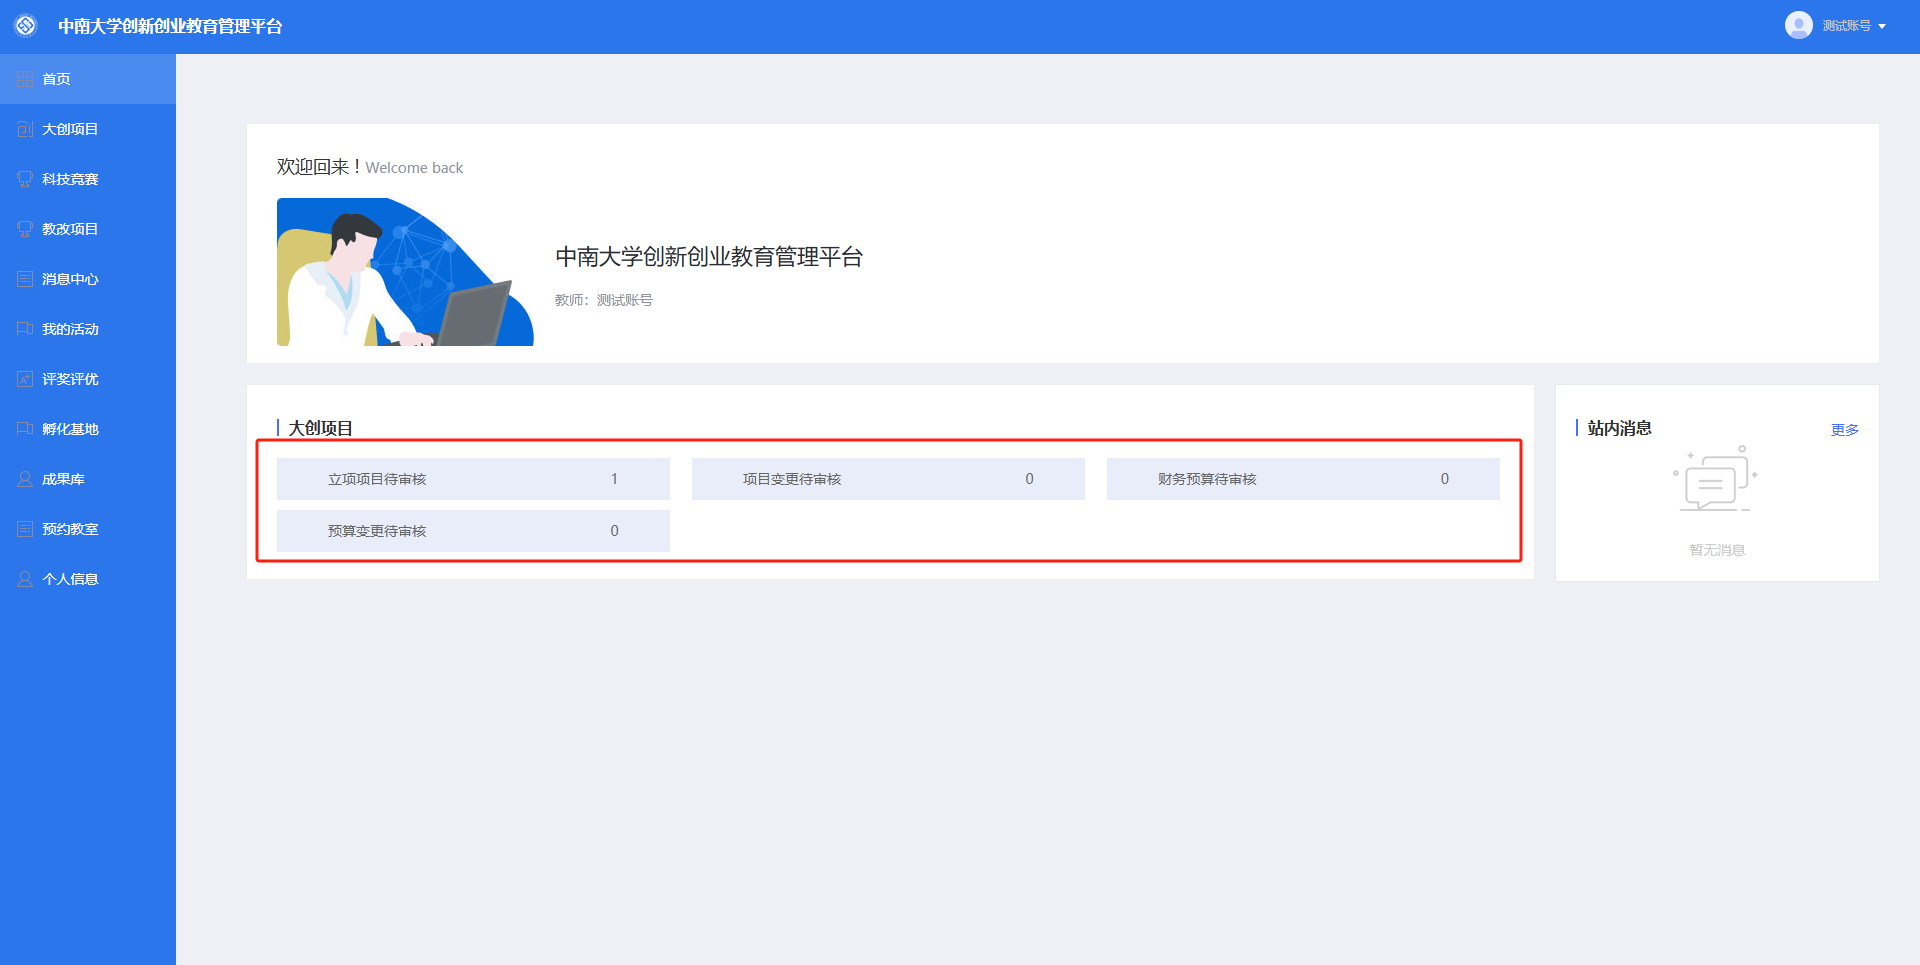 中南大学创新创业教育管理平台
测试账号
首页
大创项目
科技竞赛
教改项目
消息中心
我的活动
评奖评优
孵化基地
成果库
预约教室
个人信息
欢迎回来！Welcome back
中南大学创新创业教育管理平台
教师：测试账号
大创项目
立项项目待审核 1
项目变更待审核 0
财务预算待审核 0
预算变更待审核 0
站内消息
更多
暂无消息